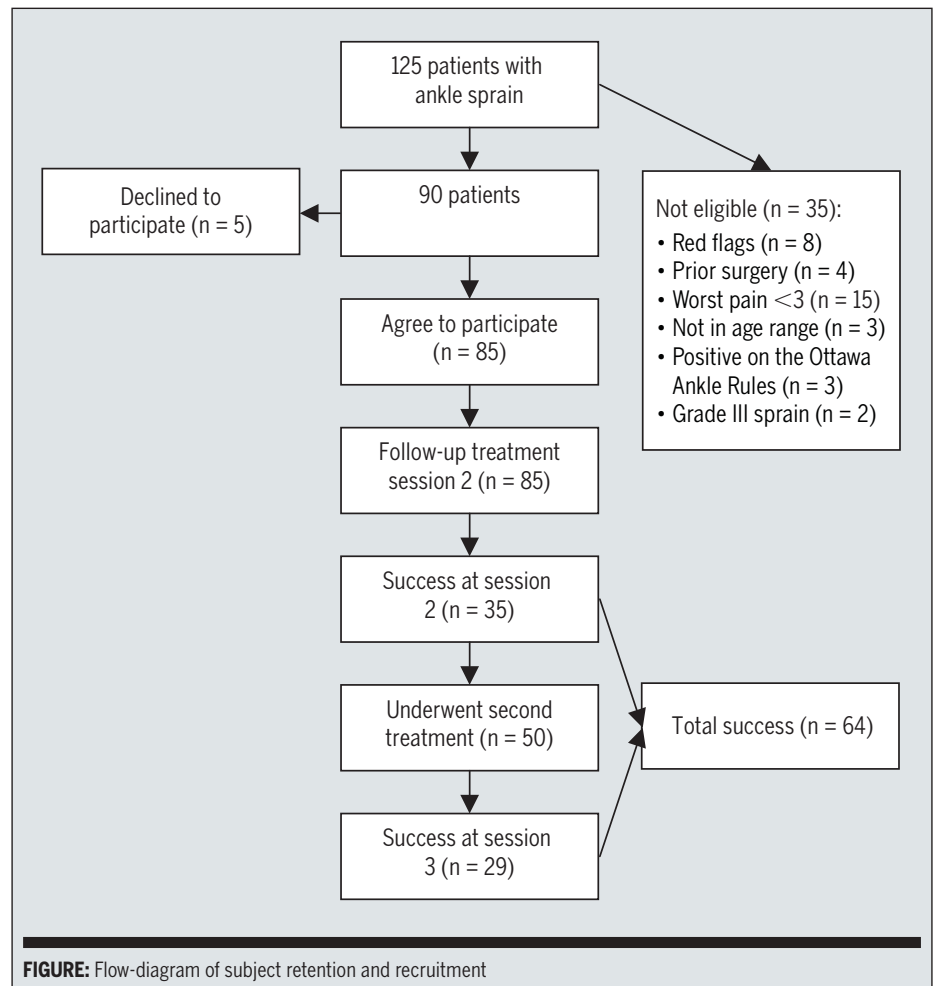 125 patients with
ankle sprain
90 patients
Declined to
participate (n = 5)
Not eligible (n = 35):
• Red flags (n = 8)
• Prior surgery (n = 4)
• Worst pain <3 (n = 15)
• Not in age range (n = 3)
• Positive on the Ottawa
Ankle Rules (n = 3)
• Grade III sprain (n = 2)
Agree to participate
(n = 85)
Follow-up treatment
session 2 (n = 85)
Success at session
2 (n = 35)
Underwent second
treatment (n = 50)
Total success (n = 64)
Success at session
3 (n = 29)
FIGURE: Flow-diagram of subject retention and recruitment